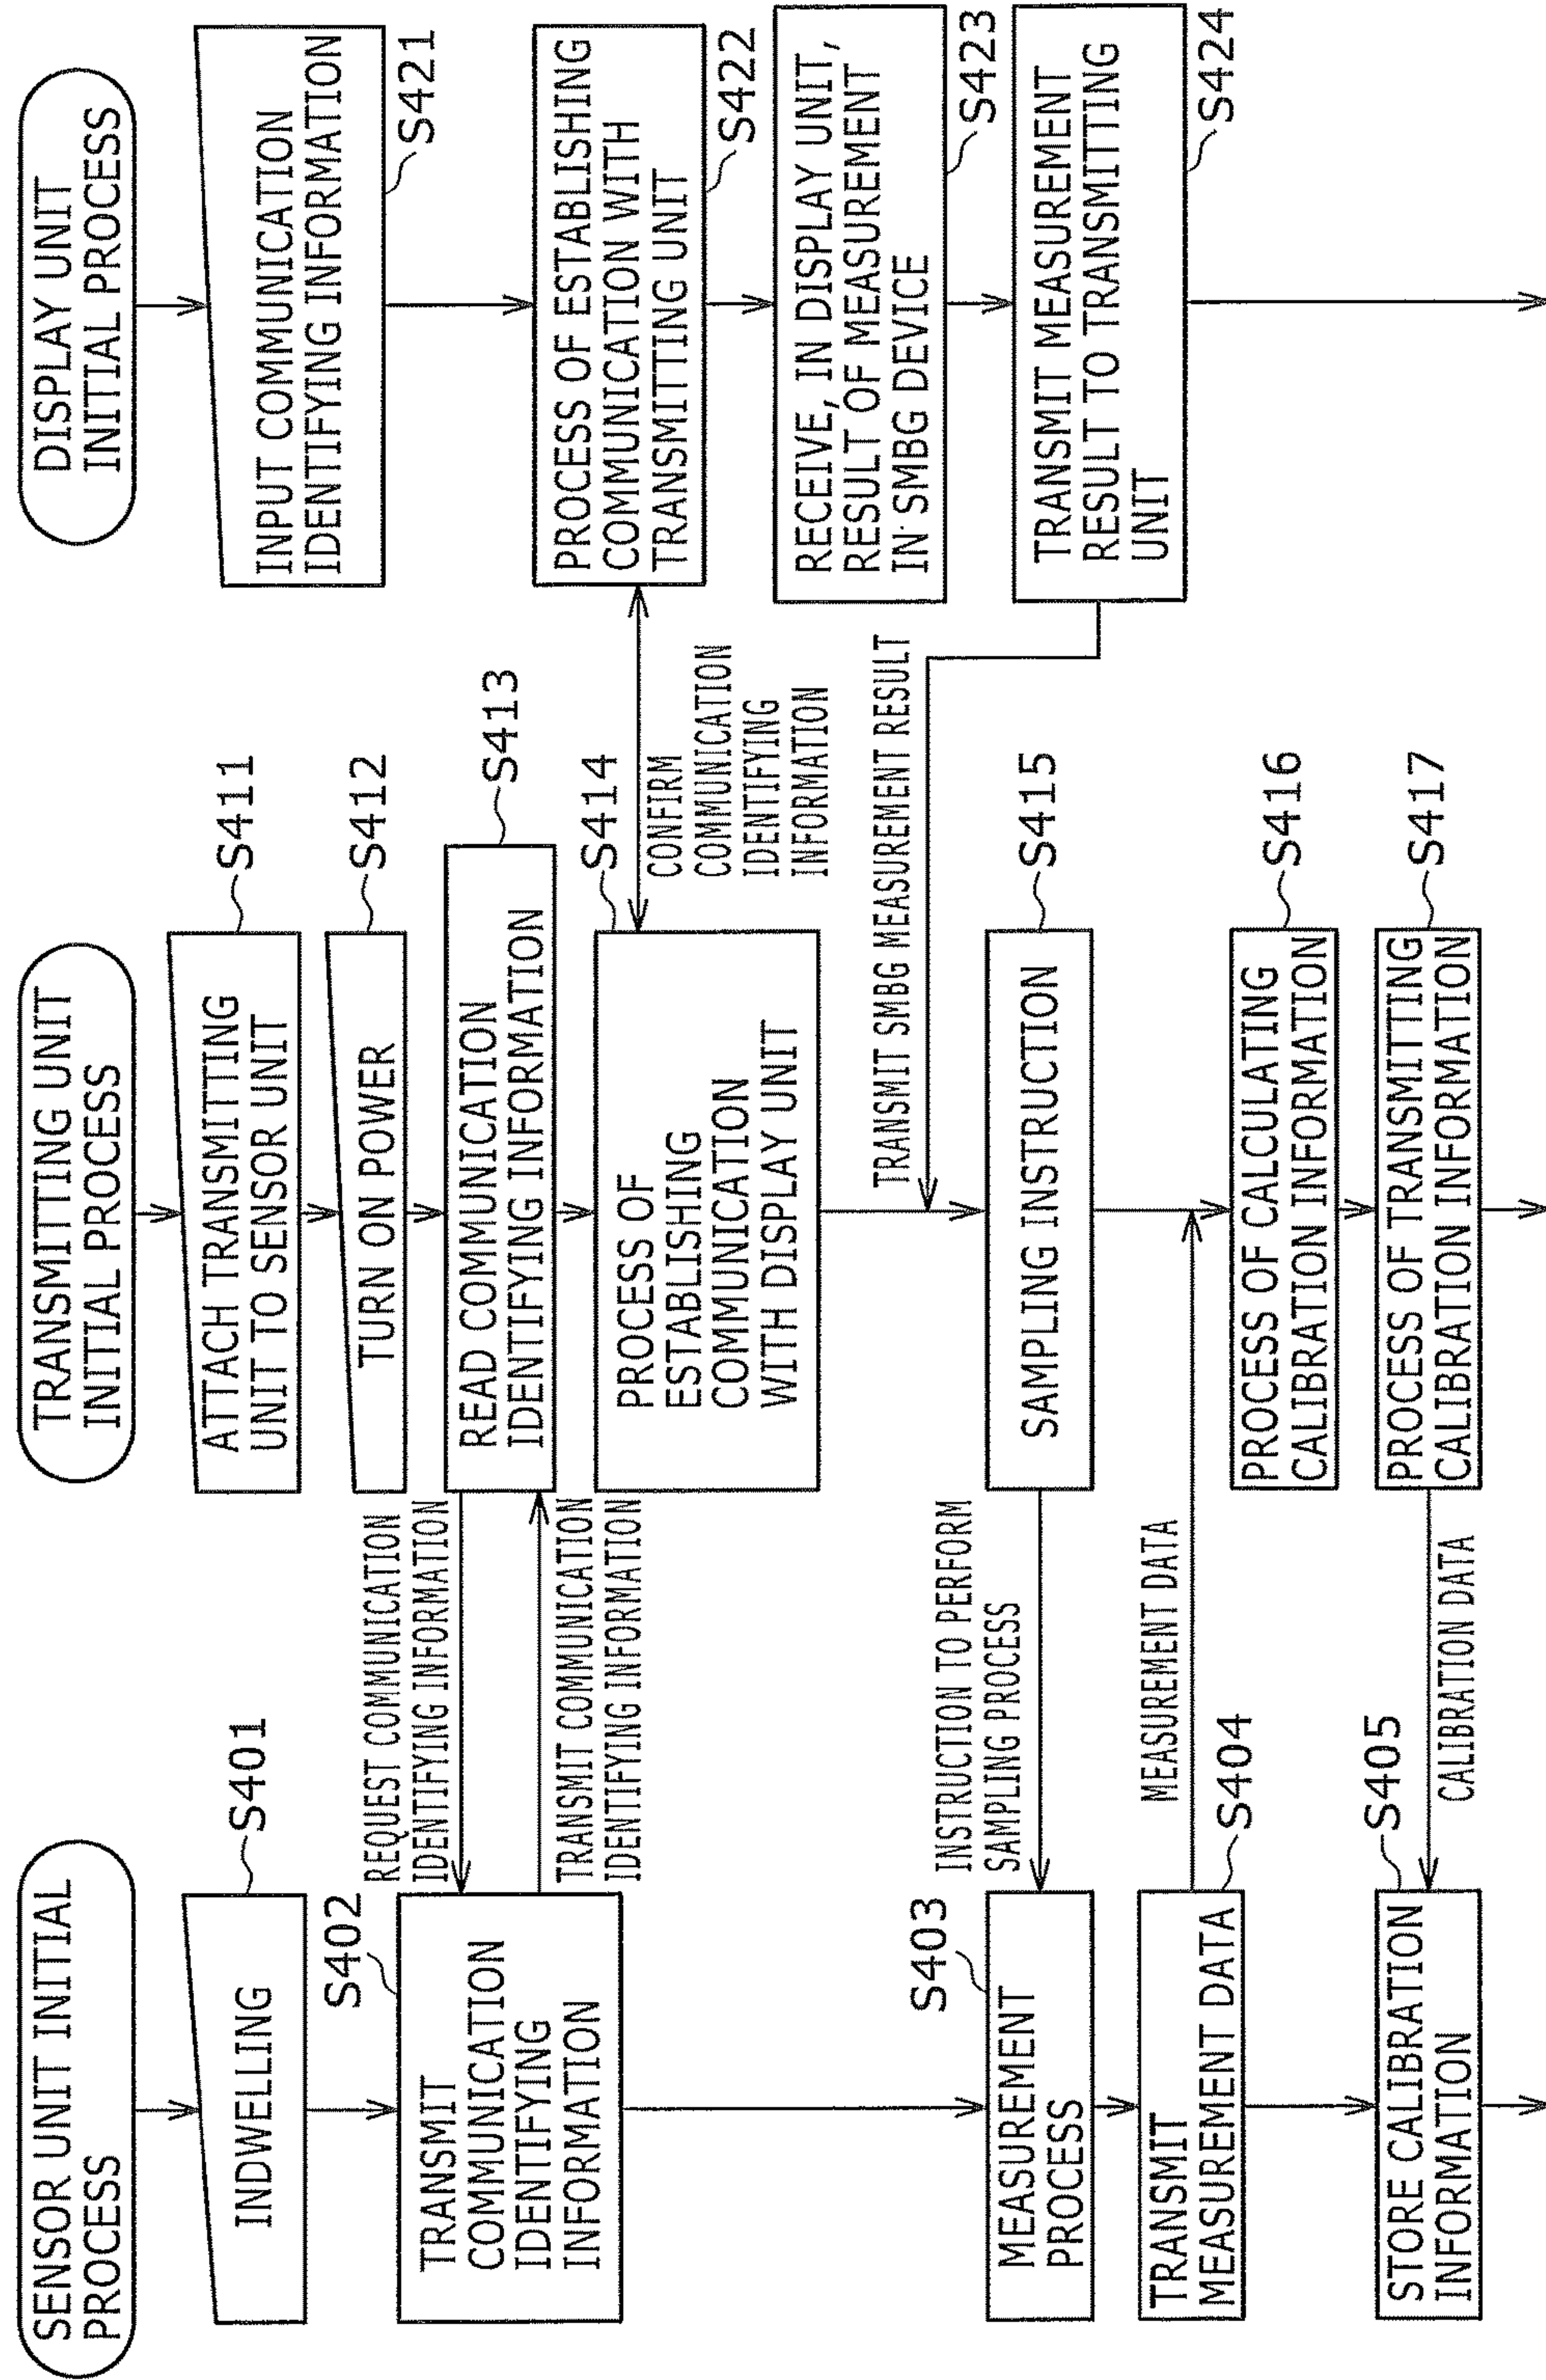 SENSOR UNIT INITIAL
PROCESS
INDWELLING
S401
S402
TRANSMIT
COMMUNICATION
IDENTIFYING
INFORMATION
REQUEST COMMUNICATION
IDENTIFYING INFORMATION
TRANSMIT COMMUNICATION
IDENTIFYING INFORMATION
S403
MEASUREMENT
PROCESS
INSTRUCTION TO PERFORM
SAMPLING PROCESS
TRANSMIT
MEASUREMENT DATA
S404
MEASUREMENT DATA
S405
STORE CALIBRATION
INFORMATION
CALIBRATION DATA
TRANSMITTING UNIT
INITIAL PROCESS
ATTACH TRANSMITTING
UNIT TO SENSOR UNIT
S411
TURN ON POWER
S412
READ COMMUNICATION
IDENTIFYING INFORMATION
S413
S414
PROCESS OF
ESTABLISHING
COMMUNICATION
WITH DISPLAY UNIT
CONFIRM
COMMUNICATION
IDENTIFYING
INFORMATION
TRANSMIT SMBG MEASUREMENT RESULT
SAMPLING INSTRUCTION
S415
PROCESS OF CALCULATING
CALIBRATION INFORMATION
S416
PROCESS OF TRANSMITTING
CALIBRATION INFORMATION
S417
DISPLAY UNIT
INITIAL PROCESS
INPUT COMMUNICATION
IDENTIFYING INFORMATION
S421
PROCESS OF ESTABLISHING
COMMUNICATION WITH
TRANSMITTING UNIT
S422
RECEIVE, IN DISPLAY UNIT,
RESULT OF MEASUREMENT
IN SMBG DEVICE
S423
TRANSMIT MEASUREMENT
RESULT TO TRANSMITTING
UNIT
S424